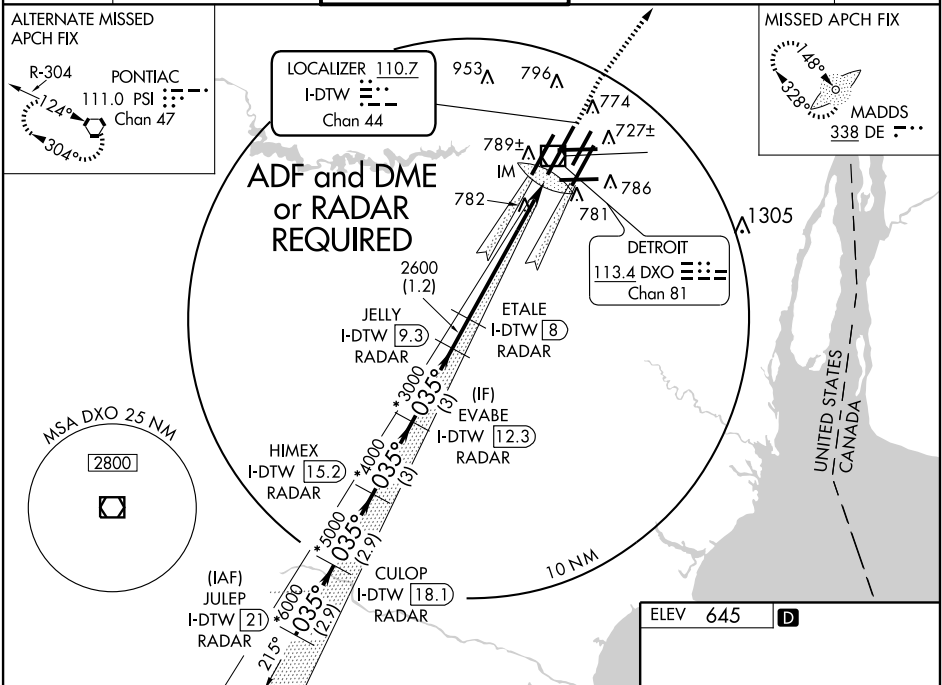 ALTERNATE MISSED
APCH FIX
R-304
PONTIAC
111.0 PSI
Chan 47
124°
304°
LOCALIZER 110.7
I-DTW
Chan 44
953
796
774
727±
789±
IM
786
782
781
1305
MISSED APCH FIX
148°
328°
MADDS
338 DE
ADF and DME
or RADAR
REQUIRED
DETROIT
113.4 DXO
Chan 81
2600
(1.2)
JELLY
I-DTW 9.3
RADAR
ETALE
I-DTW 8
RADAR
*3000
035°
(3)
(IF)
EVABE
I-DTW 12.3
RADAR
HIMEX
I-DTW 15.2
RADAR
*4000
035°
(3)
*5000
035°
(2.9)
CULOP
I-DTW 18.1
RADAR
(IAF)
JULEP
I-DTW 21
RADAR
*6000
035°
(2.9)
215°
MSA DXO 25 NM
2800
10 NM
UNITED STATES
CANADA
ELEV 645 D